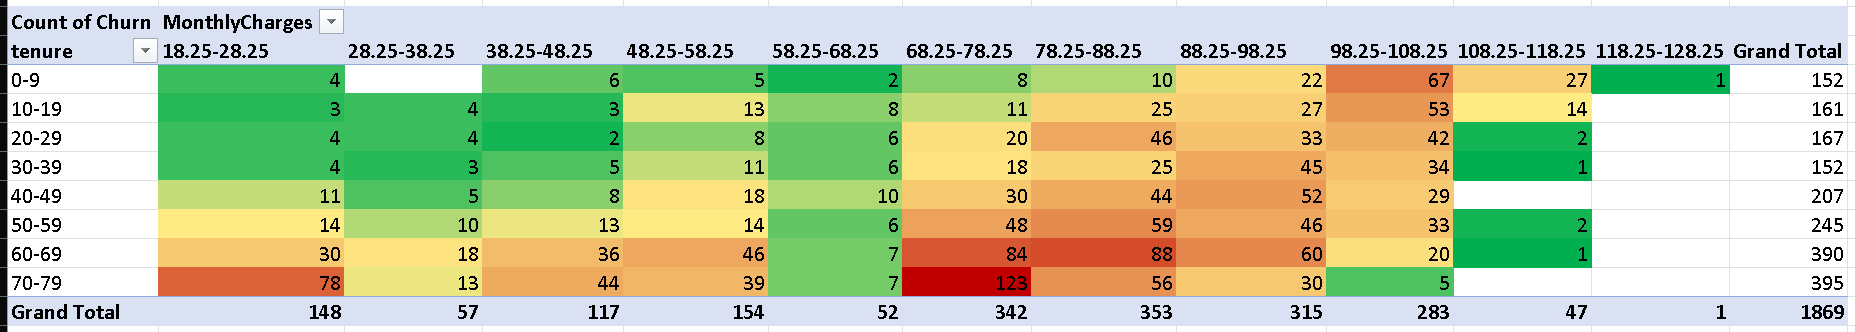 Count of Churn MonthlyCharges
tenure 18.25-28.25 28.25-38.25 38.25-48.25 48.25-58.25 58.25-68.25 68.25-78.25 78.25-88.25 88.25-98.25 98.25-108.25 108.25-118.25 118.25-128.25 Grand Total
0-9 4 6 5 2 8 10 22 67 27 1 152
10-19 3 4 3 13 8 11 25 27 53 14 161
20-29 4 4 2 8 6 20 46 33 42 2 167
30-39 4 3 5 11 6 18 25 45 34 1 152
40-49 11 5 8 18 10 30 44 52 29 207
50-59 14 10 13 14 6 48 59 46 33 2 245
60-69 30 18 36 46 7 84 88 60 20 1 390
70-79 78 13 44 39 7 123 56 30 5 395
Grand Total 148 57 117 154 52 342 353 315 283 47 1 1869